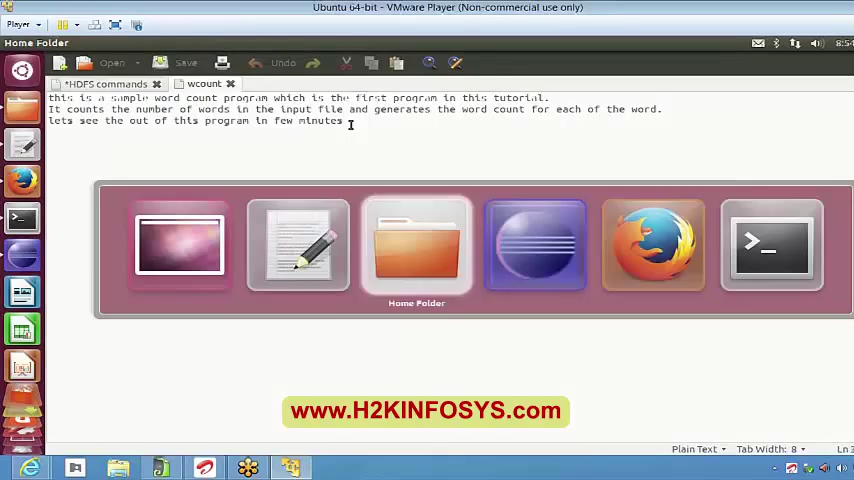 Ubuntu 64-bit - VMware Player (Non-commercial use only)
Player
Home Folder
8:54
Open Save Undo
*HDFS commands wcount
this is a sample word count program which is the first program in this tutorial.
It counts the number of words in the input file and generates the word count for each of the word.
lets see the out of this program in few minutes
Home Folder
www.H2KINFOSYS.com
Plain Text Tab Width: 8